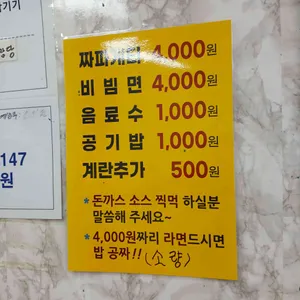 짜파게티 4,000원
비빔면 4,000원
음료수 1,000원
공기밥 1,000원
계란추가 500원
* 돈까스 소스 찍먹 하실분
말씀해 주세요~
* 4,000원짜리 라면드시면
밥 공짜!! (소량)
147
원